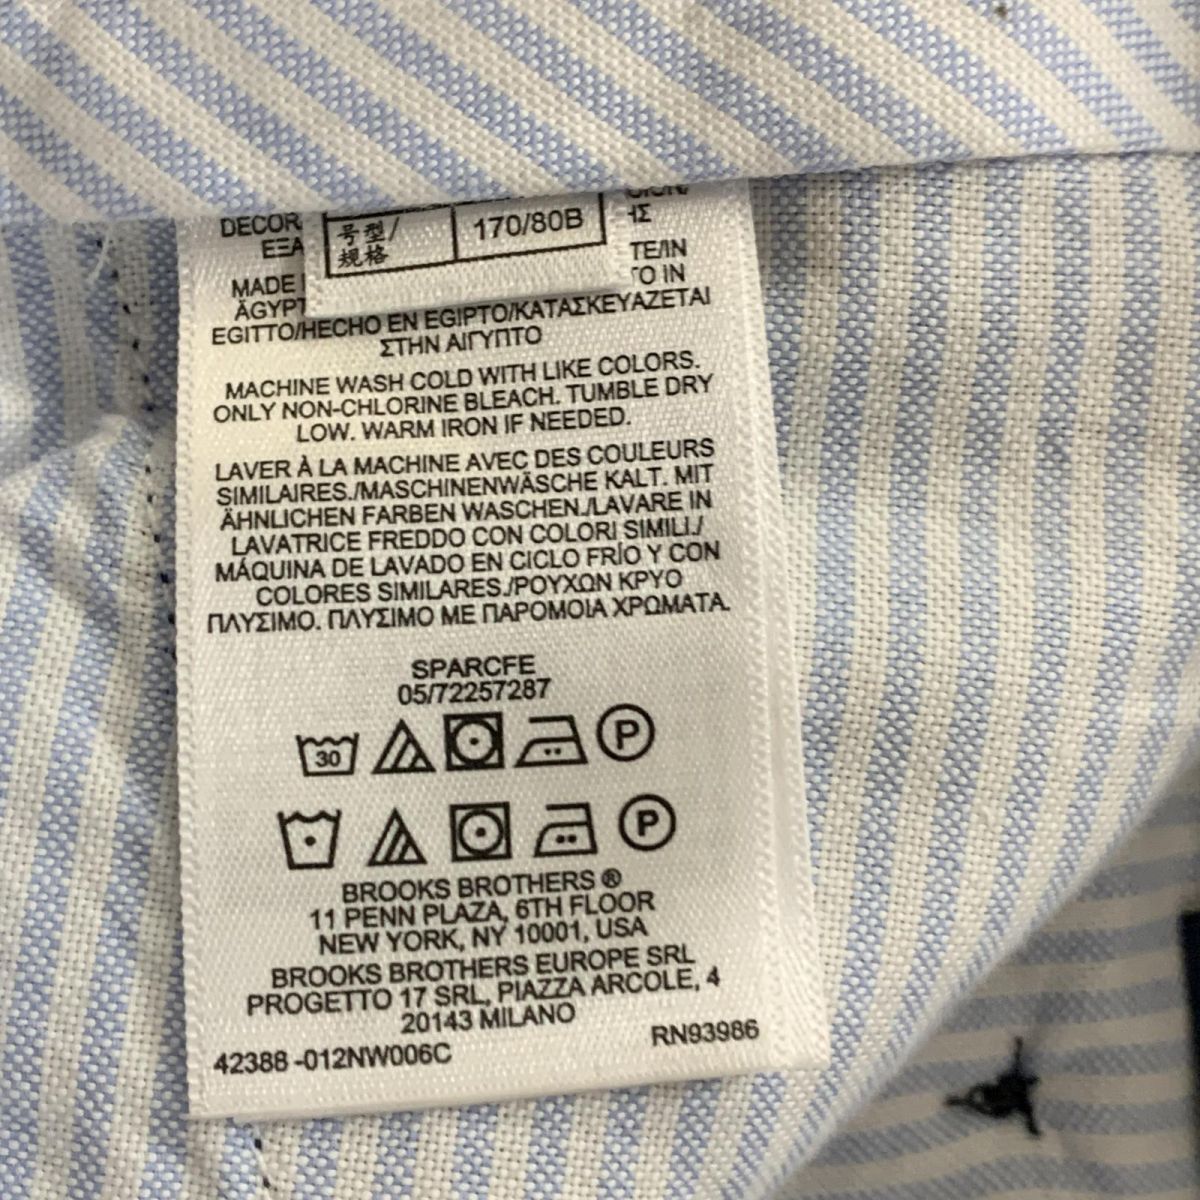 DECOR
ΕΞΑ
号型/
规格
170/80B
ΙΣ
MADE
TE/IN
ÄGYPT
TO IN
EGITTO/HECHO EN EGIPTO/ΚΑΤΑΣΚΕΥΑΖΕΤΑΙ
ΣΤΗΝ ΑΙΓΥΠΤΟ
MACHINE WASH COLD WITH LIKE COLORS.
ONLY NON-CHLORINE BLEACH. TUMBLE DRY
LOW. WARM IRON IF NEEDED.
LAVER À LA MACHINE AVEC DES COULEURS
SIMILAIRES./MASCHINENWÄSCHE KALT. MIT
ÄHNLICHEN FARBEN WASCHEN./LAVARE IN
LAVATRICE FREDDO CON COLORI SIMILI./
MÁQUINA DE LAVADO EN CICLO FRÍO Y CON
COLORES SIMILARES./ΡΟΥΧΩΝ ΚΡΥΟ
ΠΛΥΣΙΜΟ. ΠΛΥΣΙΜΟ ΜΕ ΠΑΡΟΜΟΙΑ ΧΡΩΜΑΤΑ.
SPARCFE
05/72257287
30 P
P
BROOKS BROTHERS ®
11 PENN PLAZA, 6TH FLOOR
NEW YORK, NY 10001, USA
BROOKS BROTHERS EUROPE SRL
PROGETTO 17 SRL, PIAZZA ARCOLE, 4
20143 MILANO
42388 -012NW006C
RN93986